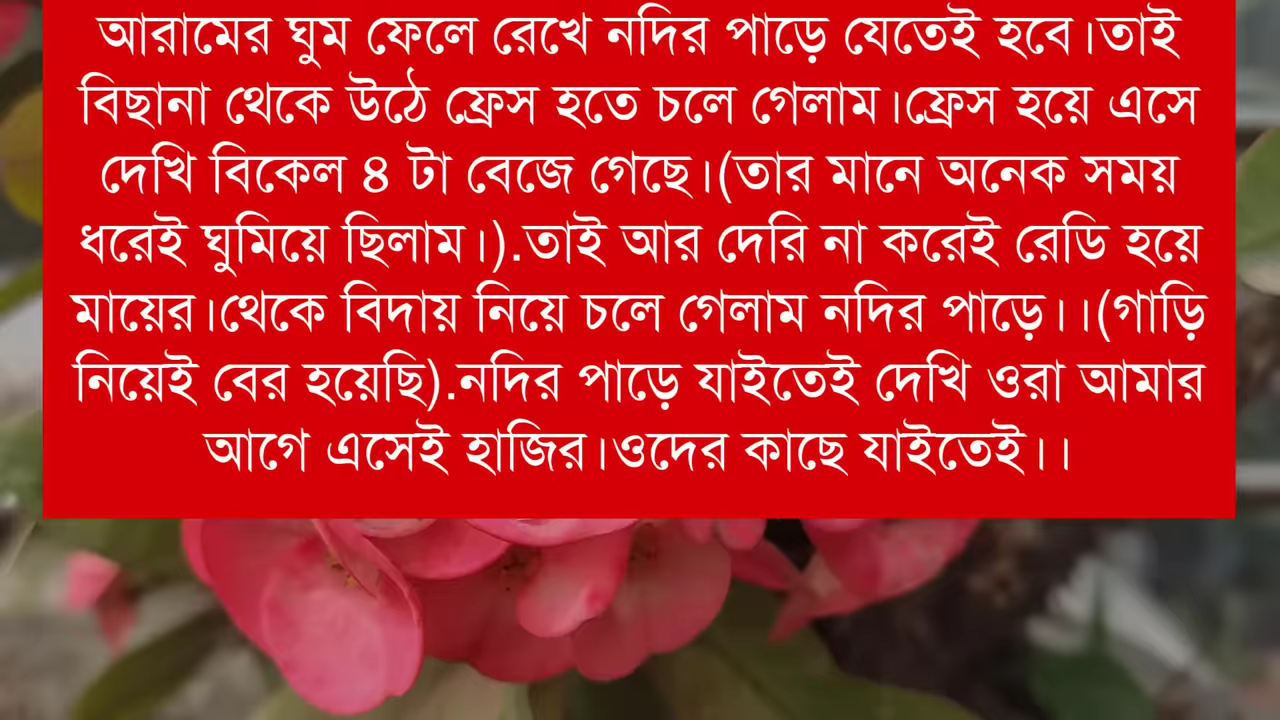 আরামের ঘুম ফেলে রেখে নদির পাড়ে যেতেই হবে।তাই
বিছানা থেকে উঠে ফ্রেস হতে চলে গেলাম।ফ্রেস হয়ে এসে
দেখি বিকেল ৪ টা বেজে গেছে।(তার মানে অনেক সময়
ধরেই ঘুমিয়ে ছিলাম।).তাই আর দেরি না করেই রেডি হয়ে
মায়ের।থেকে বিদায় নিয়ে চলে গেলাম নদির পাড়ে।।(গাড়ি
নিয়েই বের হয়েছি).নদির পাড়ে যাইতেই দেখি ওরা আমার
আগে এসেই হাজির।ওদের কাছে যাইতেই।।